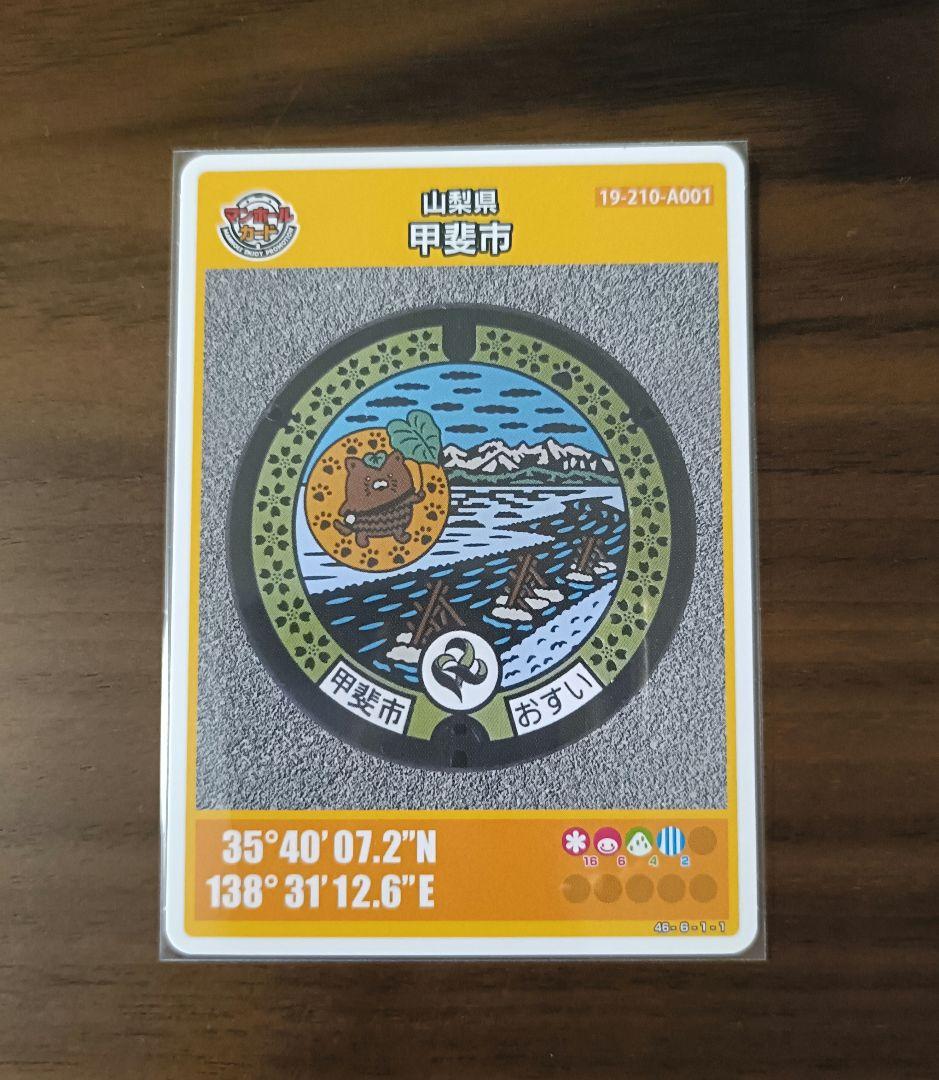 マンホール
カード
山梨県
甲斐市
19-210-A001
甲斐市
おすい
35°40’07.2”N
138°31’12.6”E
16 6 4 2
46-6-1-1